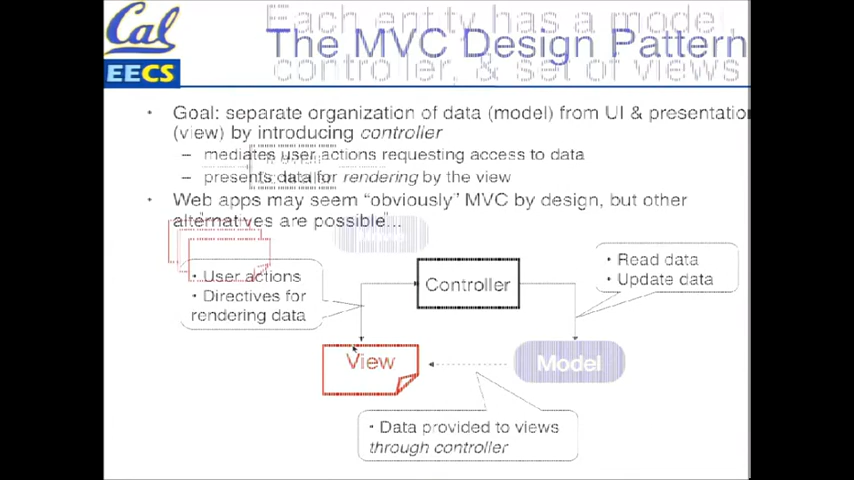 Cal
EECS
Each entity has a model,
The MVC Design Pattern
controller, & set of views
• Goal: separate organization of data (model) from UI & presentation
(view) by introducing controller
– mediates user actions requesting access to data
– presents data for rendering by the view
• Web apps may seem “obviously” MVC by design, but other
alternatives are possible...
• User actions
• Directives for
rendering data
Controller
• Read data
• Update data
View
Model
• Data provided to views
through controller